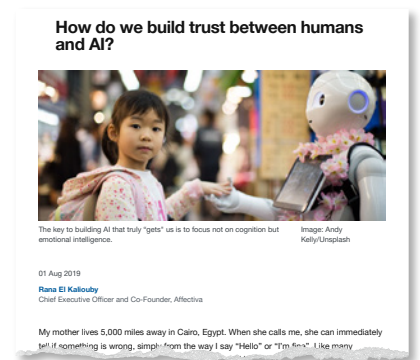 How do we build trust between humans
and AI?
The key to building AI that truly “gets” us is to focus not on cognition but
emotional intelligence.
Image: Andy
Kelly/Unsplash
01 Aug 2019
Rana El Kaliouby
Chief Executive Officer and Co-Founder, Affectiva
My mother lives 5,000 miles away in Cairo, Egypt. When she calls me, she can immediately
tell if something is wrong, simply from the way I say “Hello” or “I’m fine”. Like many